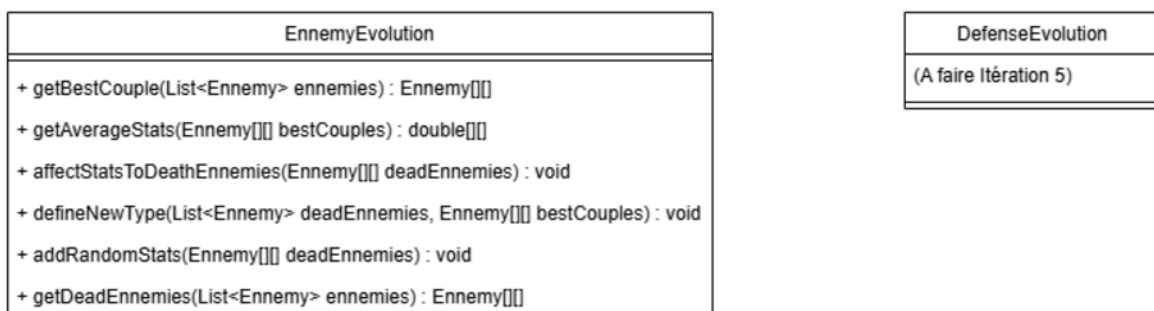 EnnemyEvolution
+ getBestCouple(List<Ennemy> ennemies) : Ennemy[][]
+ getAverageStats(Ennemy[][] bestCouples) : double[][]
+ affectStatsToDeathEnnemies(Ennemy[][] deadEnnemies) : void
+ defineNewType(List<Ennemy> deadEnnemies, Ennemy[][] bestCouples) : void
+ addRandomStats(Ennemy[][] deadEnnemies) : void
+ getDeadEnnemies(List<Ennemy> ennemies) : Ennemy[][]
DefenseEvolution
(A faire Itération 5)